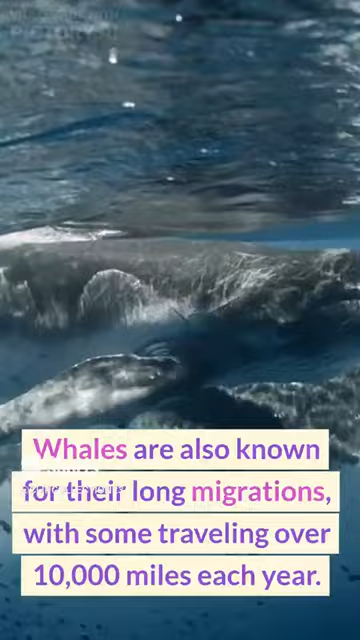 Whales are also known
for their long migrations,
with some traveling over
10,000 miles each year.